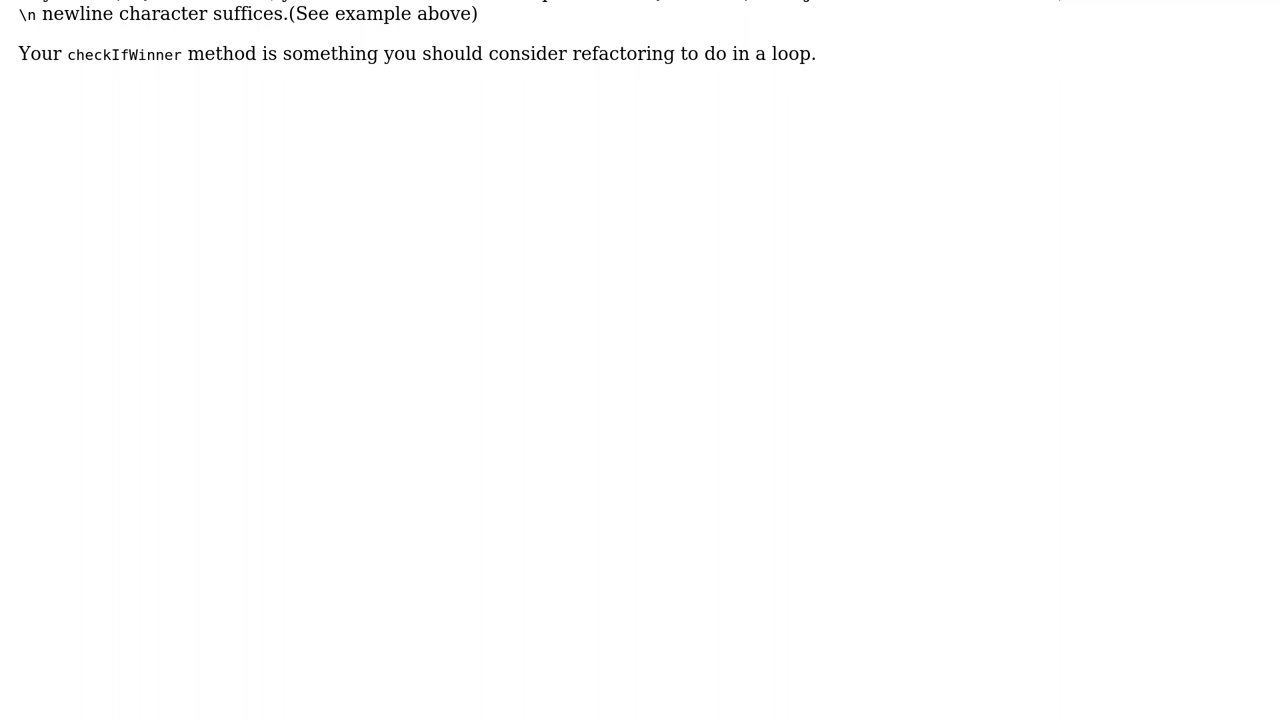 \n newline character suffices.(See example above)
Your checkIfWinner method is something you should consider refactoring to do in a loop.